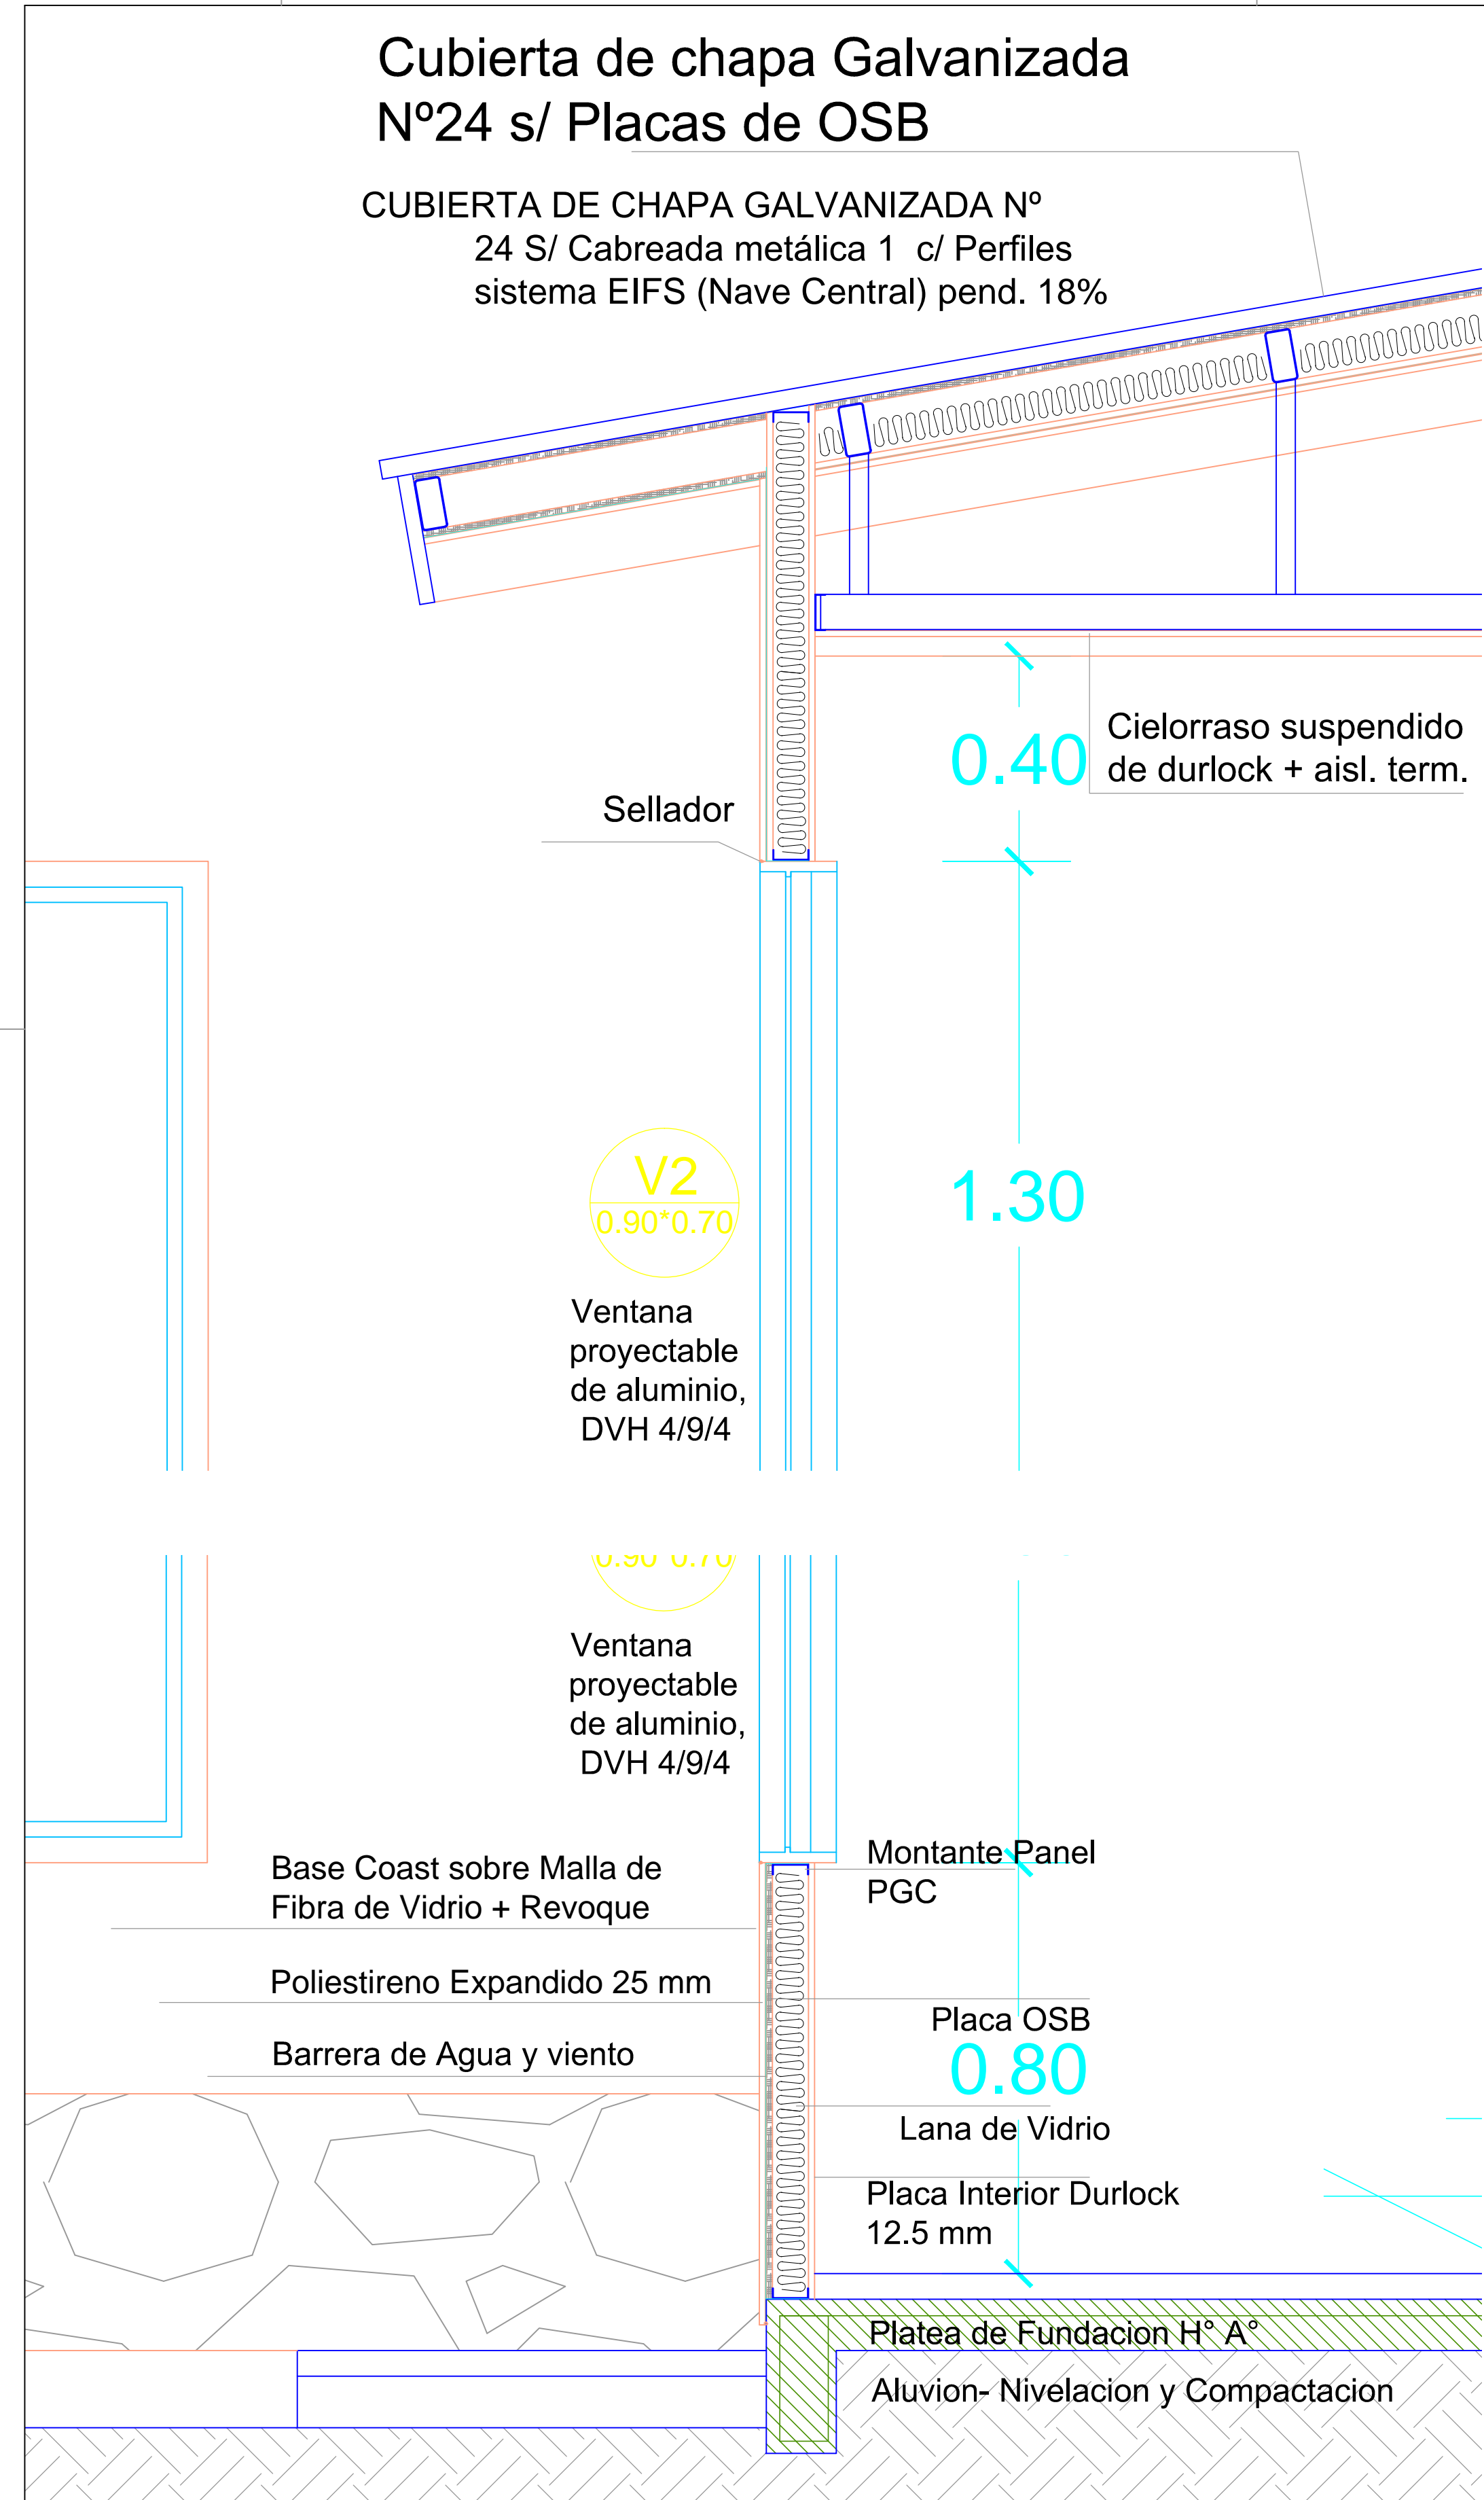 Cubierta de chapa Galvanizada
Nº24 s/ Placas de OSB
CUBIERTA DE CHAPA GALVANIZADA Nº
24 S/ Cabreada metálica 1 c/ Perfiles
sistema EIFS (Nave Central) pend. 18%
0.40
Cielorraso suspendido
de durlock + aisl. term.
Sellador
V2
0.90*0.70
1.30
Ventana
proyectable
de aluminio,
DVH 4/9/4
0.90*0.70
Ventana
proyectable
de aluminio,
DVH 4/9/4
Montante Panel
PGC
Base Coast sobre Malla de
Fibra de Vidrio + Revoque
Poliestireno Expandido 25 mm
Placa OSB
Barrera de Agua y viento
0.80
Lana de Vidrio
Placa Interior Durlock
12.5 mm
Platea de Fundacion H° A°
Aluvion- Nivelacion y Compactacion